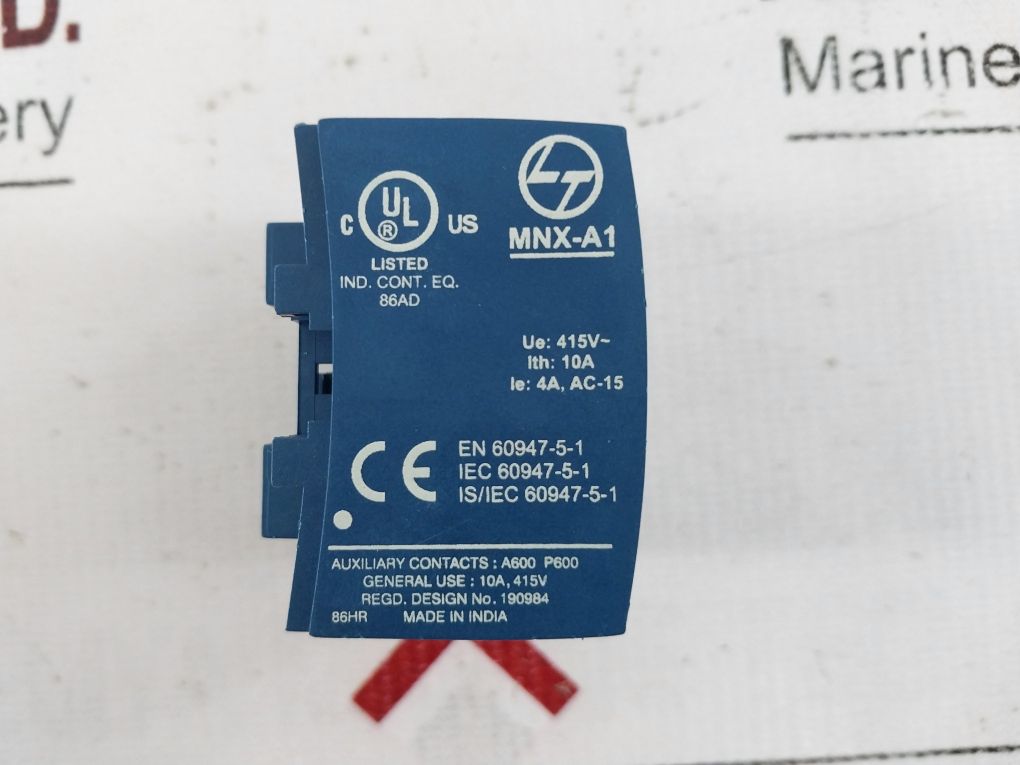 D.
ery
Marine
LT
MNX-A1
C UL ® US
LISTED
IND. CONT. EQ.
86AD
Ue: 415V~
Ith: 10A
Ie: 4A, AC-15
CE
EN 60947-5-1
IEC 60947-5-1
IS/IEC 60947-5-1
AUXILIARY CONTACTS : A600 P600
GENERAL USE : 10A, 415V
REGD. DESIGN No. 190984
86HR MADE IN INDIA